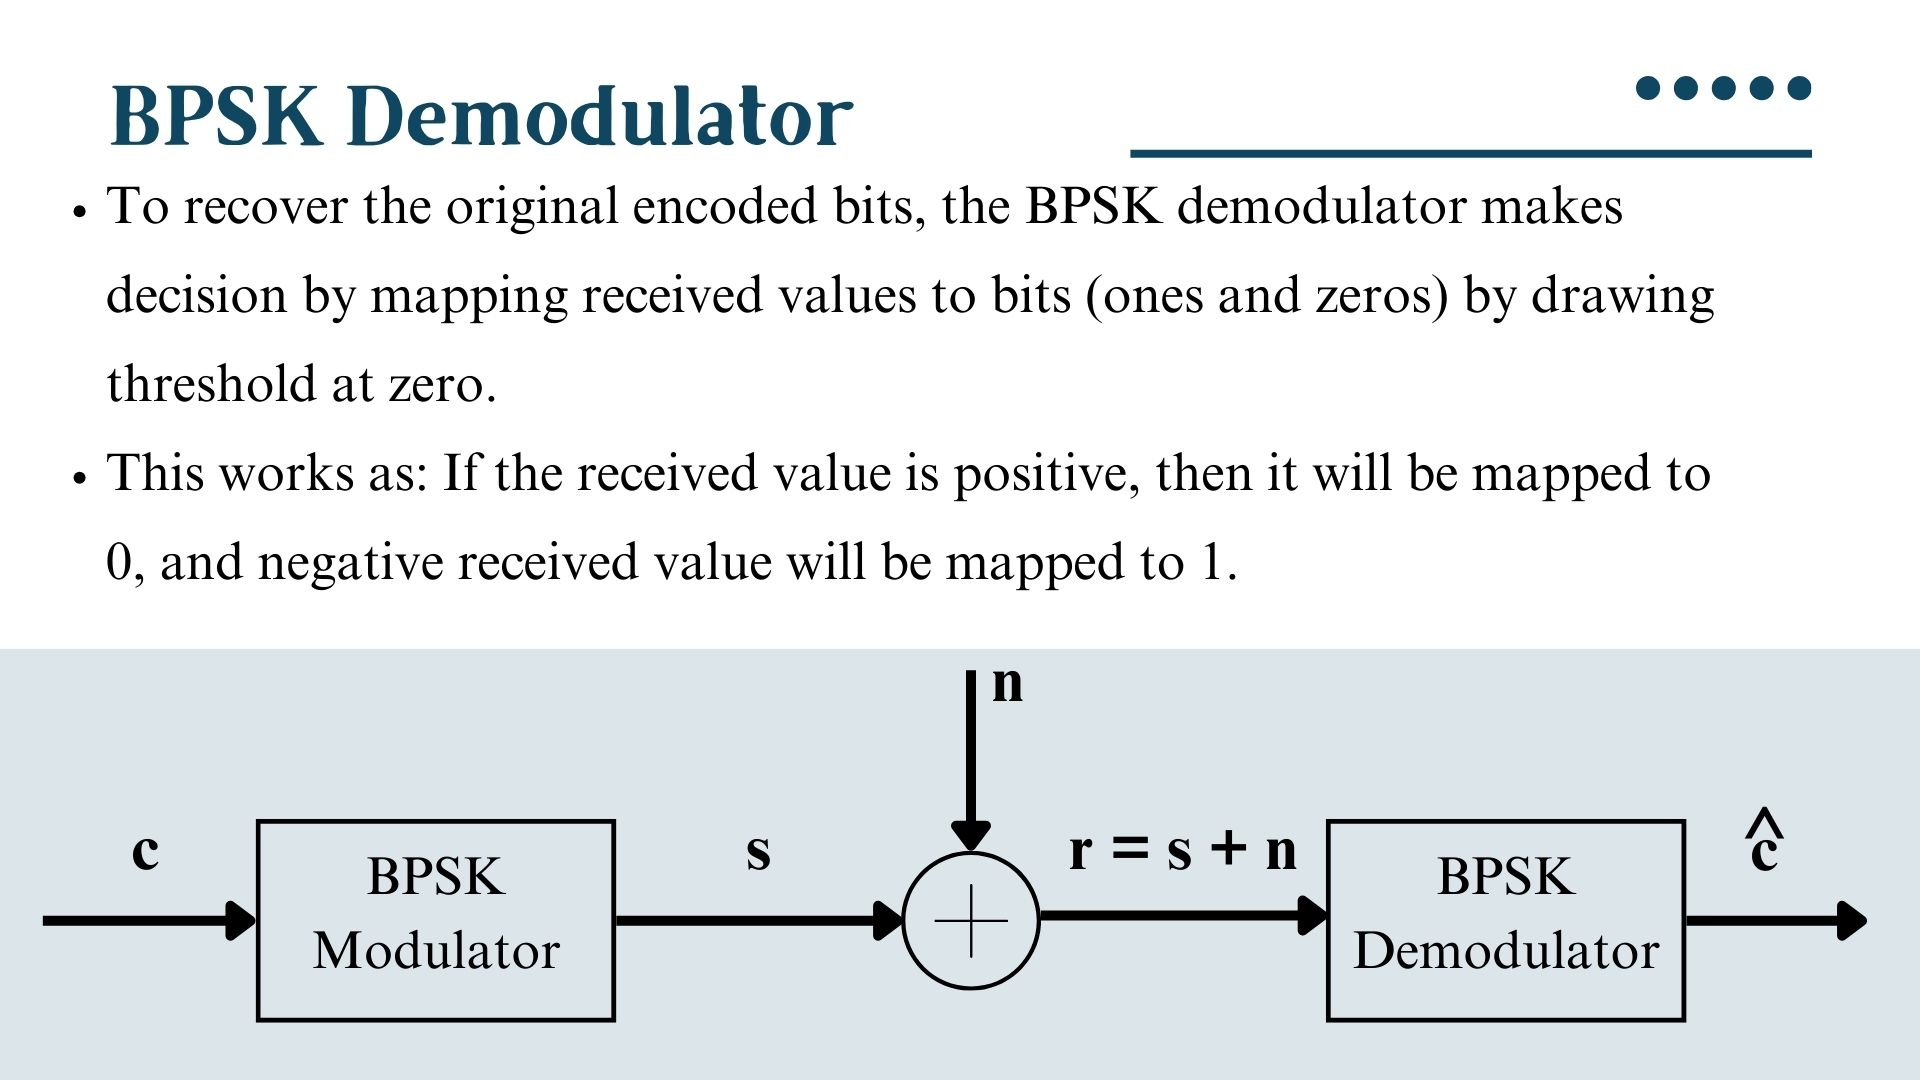 BPSK Demodulator
• To recover the original encoded bits, the BPSK demodulator makes
decision by mapping received values to bits (ones and zeros) by drawing
threshold at zero.
• This works as: If the received value is positive, then it will be mapped to
0, and negative received value will be mapped to 1.
n
c
s
r = s + n
ĉ
BPSK
Modulator
BPSK
Demodulator